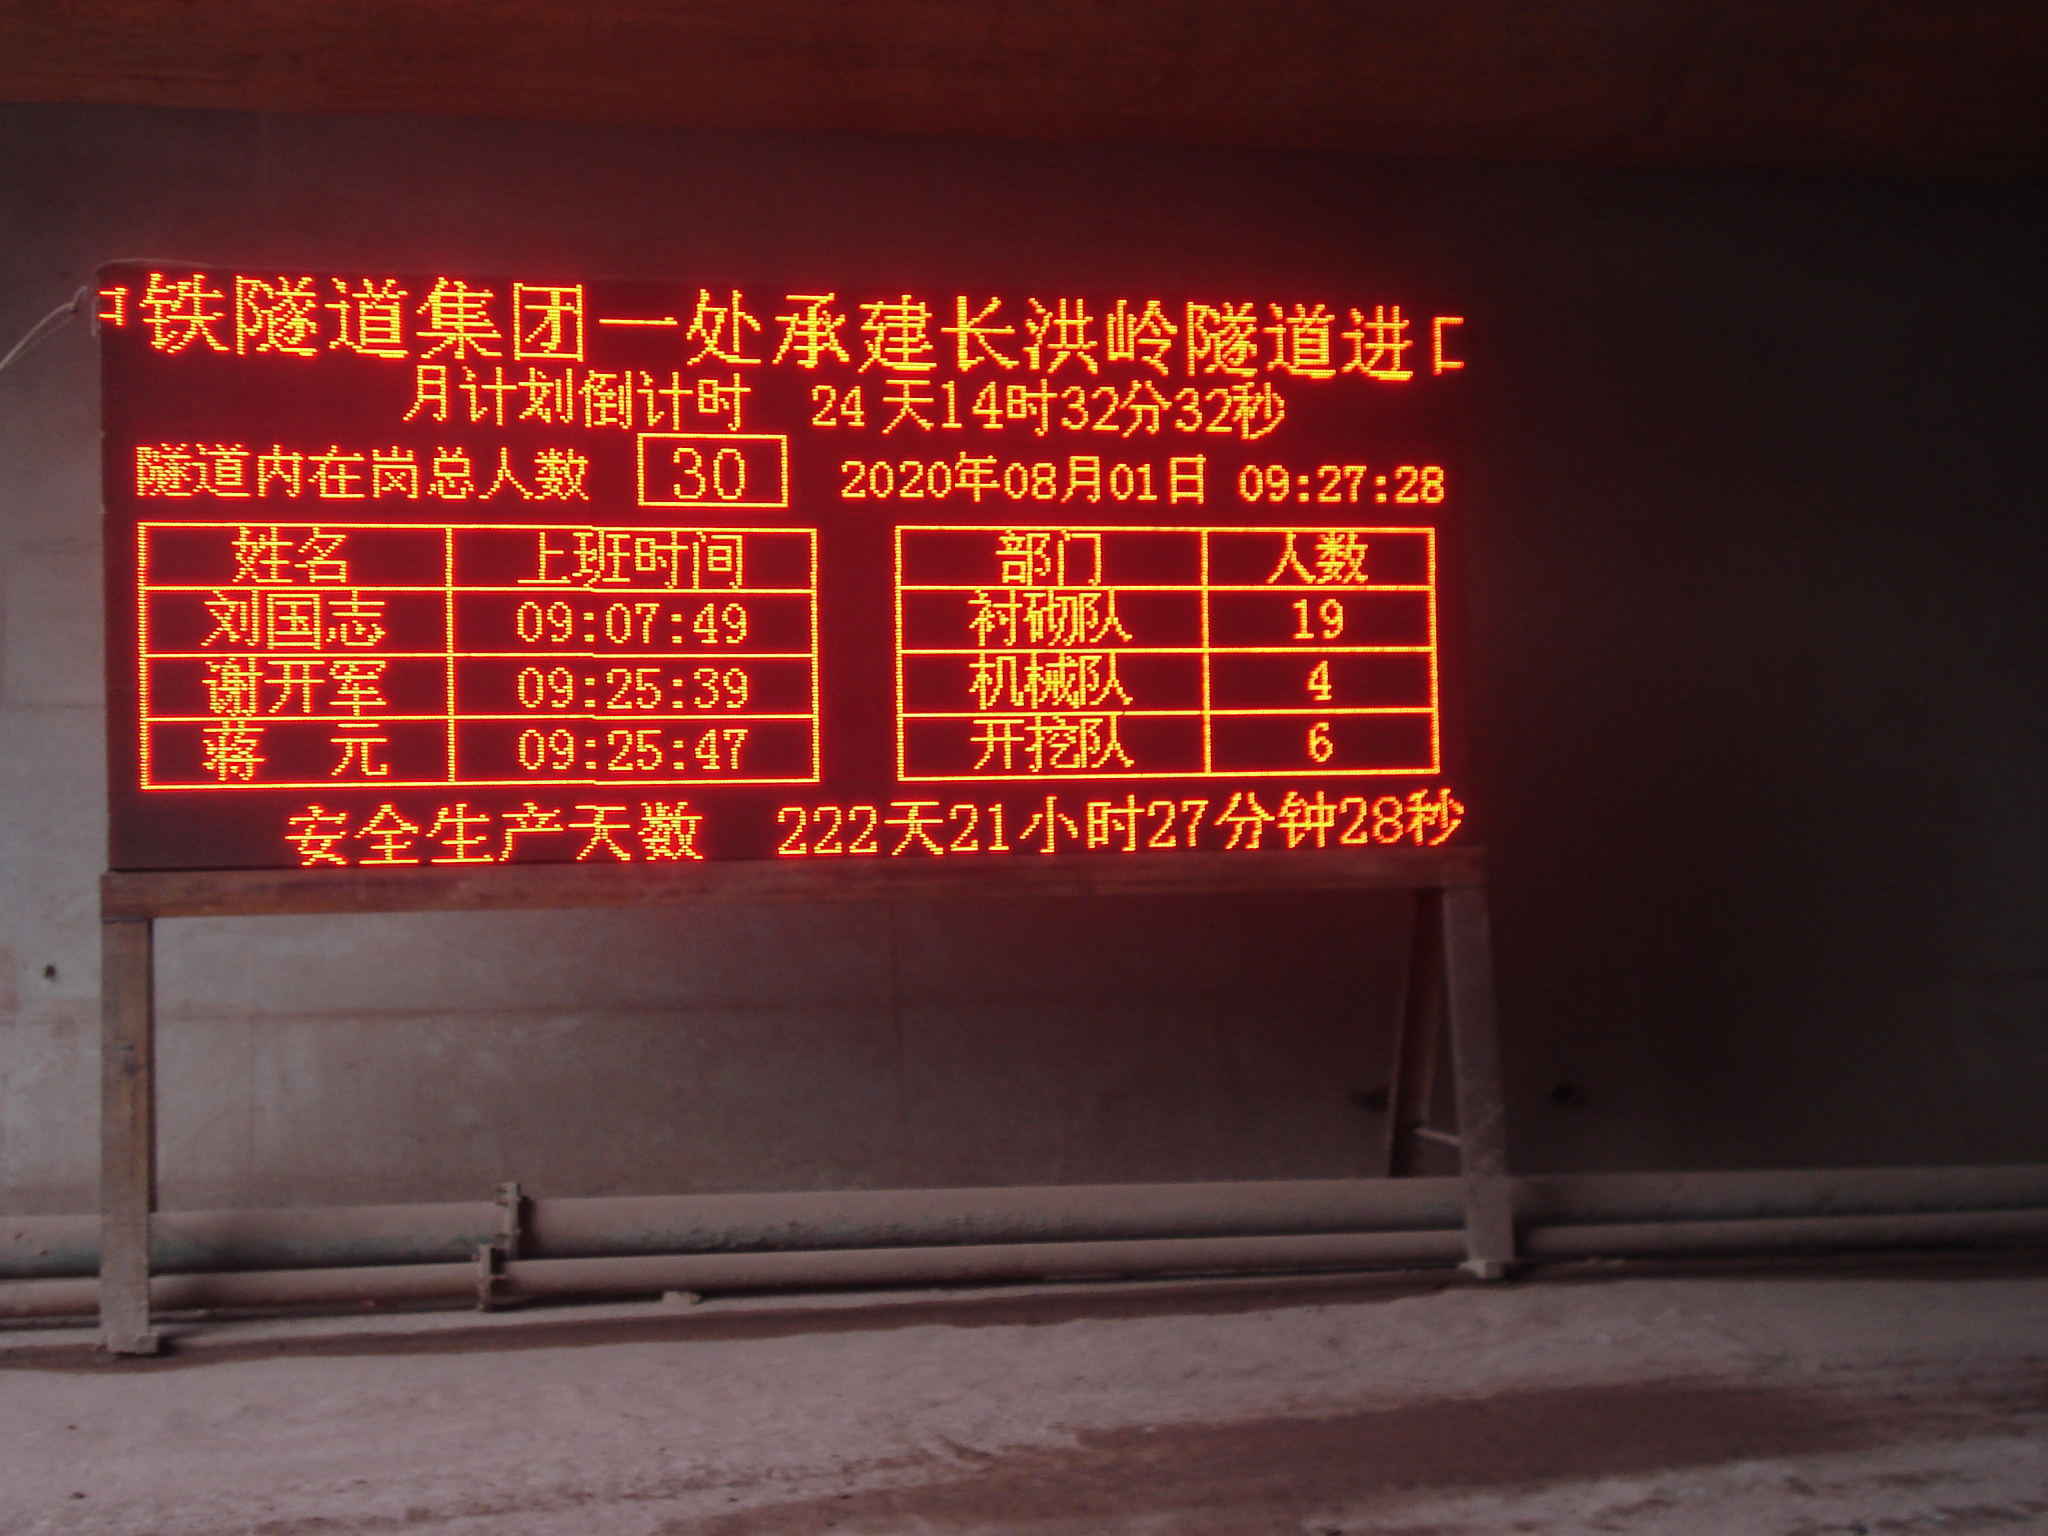 中铁隧道集团一处承建长洪岭隧道进口
月计划倒计时 24天14时32分32秒
隧道内在岗总人数 30 2020年08月01日 09:27:28
姓名 上班时间 部门 人数
刘国志 09:07:49 衬砌队 19
谢开军 09:25:39 机械队 4
蒋 元 09:25:47 开挖队 6
安全生产天数 222天21小时27分钟28秒